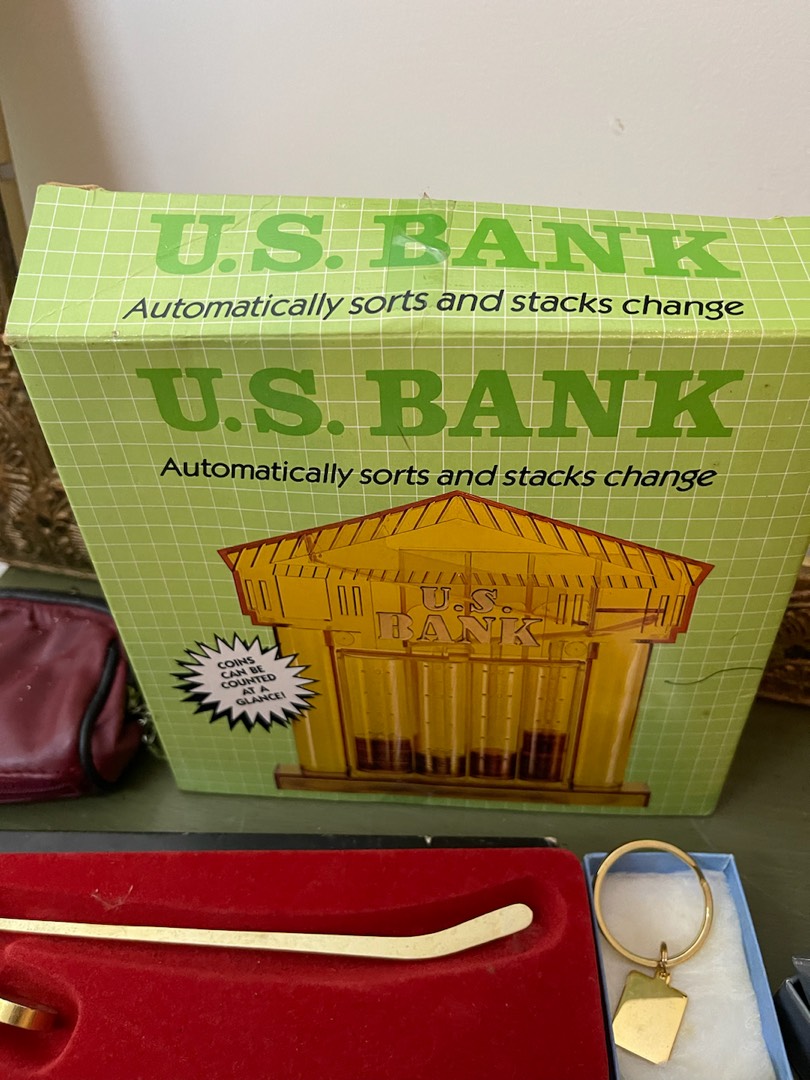 U.S. BANK
Automatically sorts and stacks change
U.S. BANK
Automatically sorts and stacks change
U.S.
BANK
COINS
CAN BE
COUNTED
AT A
GLANCE!